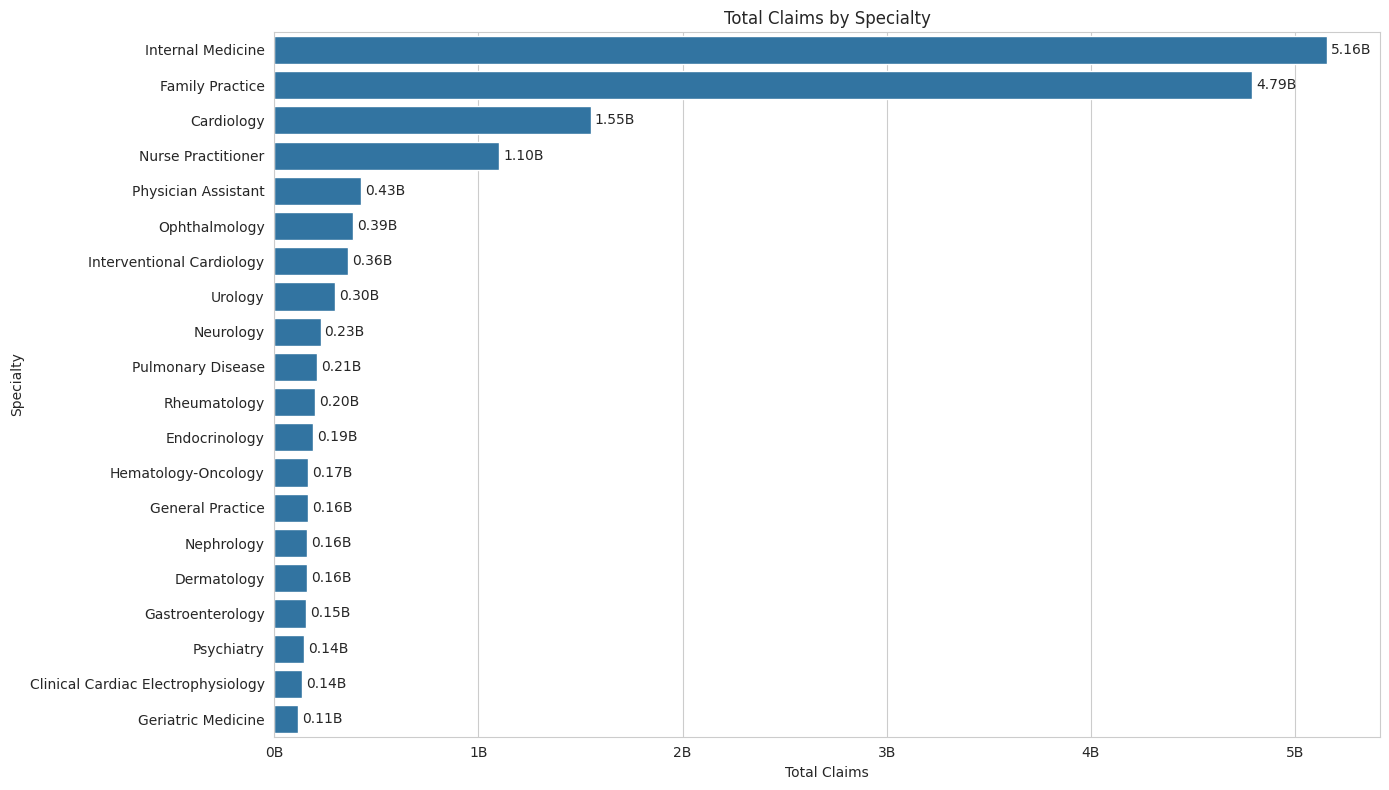 Total Claims by Specialty
Internal Medicine 5.16B
Family Practice 4.79B
Cardiology 1.55B
Nurse Practitioner 1.10B
Physician Assistant 0.43B
Ophthalmology 0.39B
Interventional Cardiology 0.36B
Urology 0.30B
Neurology 0.23B
Pulmonary Disease 0.21B
Rheumatology 0.20B
Endocrinology 0.19B
Hematology-Oncology 0.17B
General Practice 0.16B
Nephrology 0.16B
Dermatology 0.16B
Gastroenterology 0.15B
Psychiatry 0.14B
Clinical Cardiac Electrophysiology 0.14B
Geriatric Medicine 0.11B
Specialty
0B 1B 2B 3B 4B 5B
Total Claims